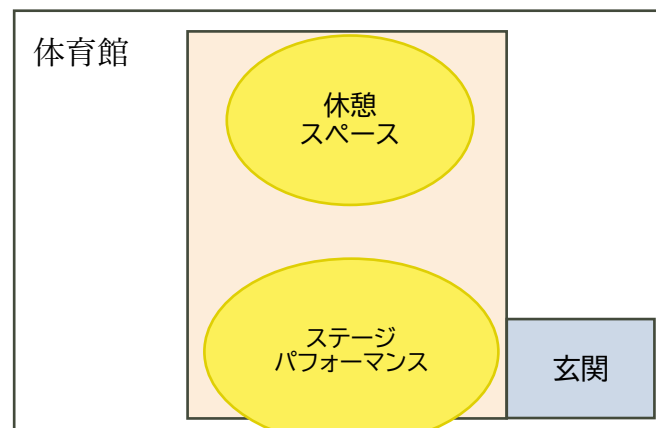 体育館
休憩
スペース
ステージ
パフォーマンス
玄関